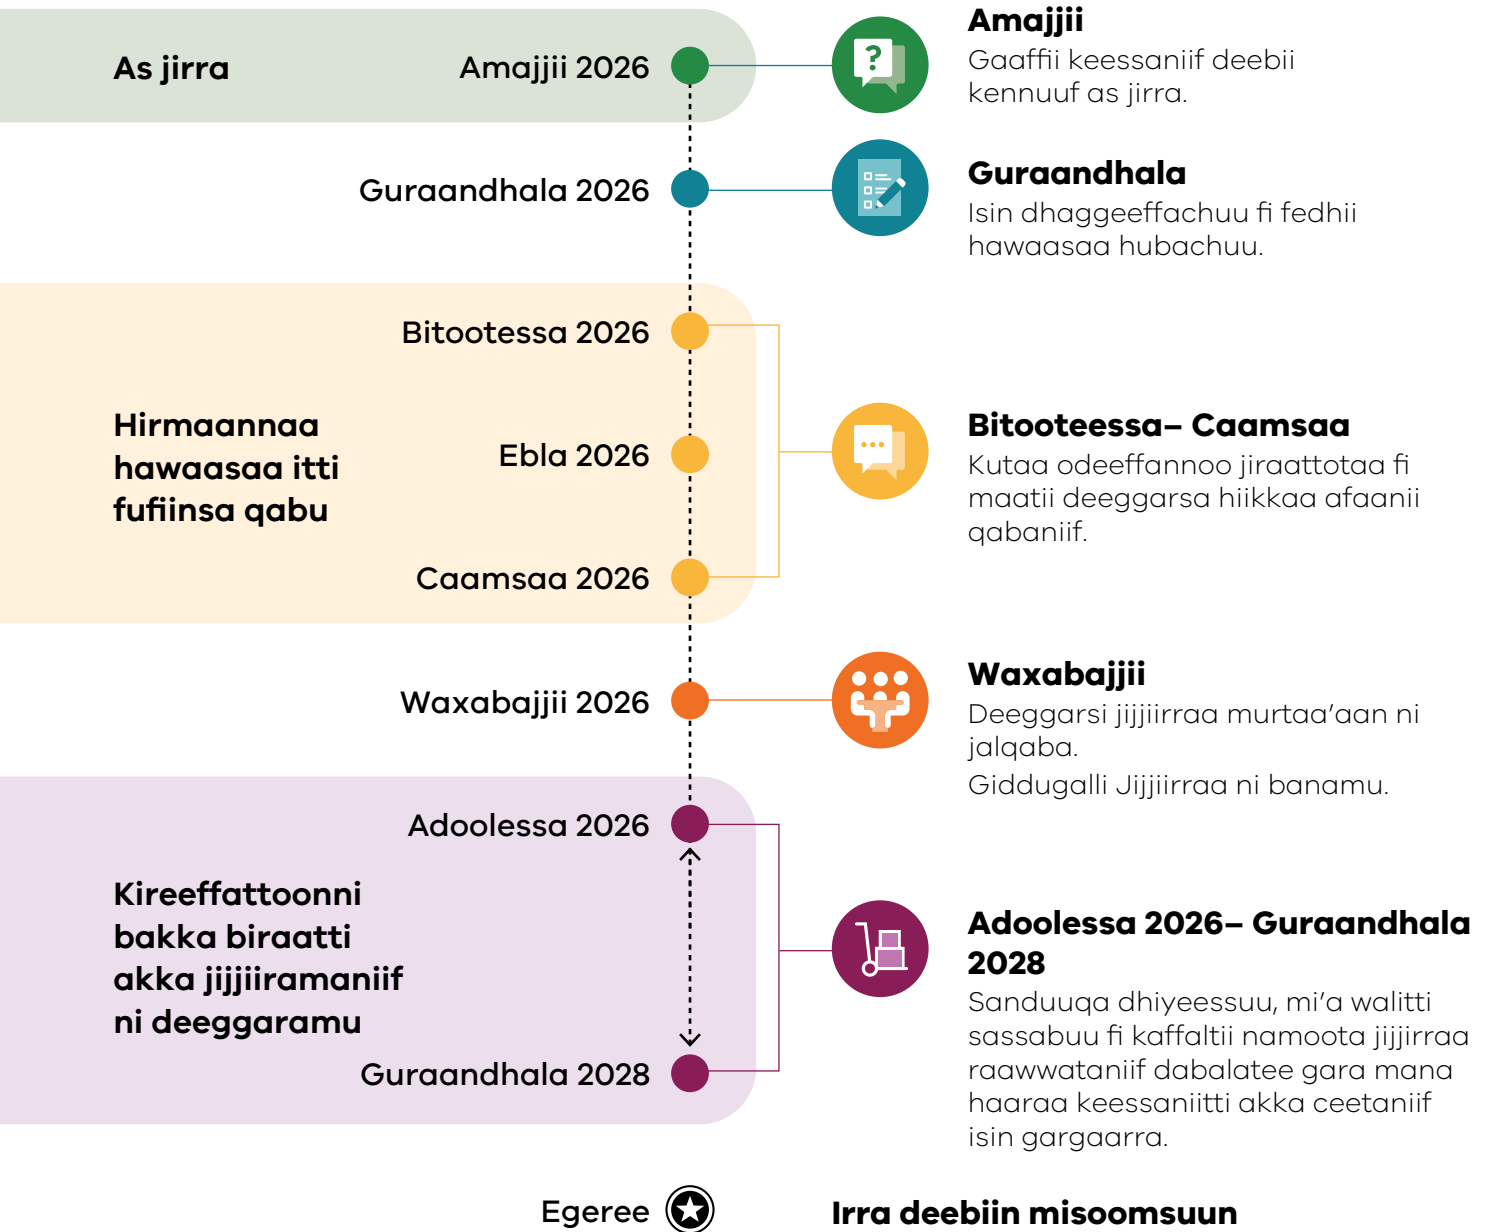 As jirra
Amajjii 2026
Amajjii
Gaaffii keessaniif deebii
kennuuf as jirra.
Guraandhala 2026
Guraandhala
Isin dhaggeeffachuu fi fedhii
hawaasaa hubachuu.
Hirmaannaa
hawaasaa itti
fufiinsa qabu
Bitootessa 2026
Ebla 2026
Caamsaa 2026
Bitooteessa– Caamsaa
Kutaa odeeffannoo jiraattotaa fi
maatii deeggarsa hiikkaa afaanii
qabaniif.
Waxabajjii 2026
Waxabajjii
Deeggarsi jijjiirraa murtaa’aan ni
jalqaba.
Giddugalli Jijjiirraa ni banamu.
Kireeffattoonni
bakka biraatti
akka jijjiiramaniif
ni deeggaramu
Adoolessa 2026
Guraandhala 2028
Adoolessa 2026– Guraandhala
2028
Sanduuqa dhiyeessuu, mi’a walitti
sassabuu fi kaffaltii namoota jijjirraa
raawwataniif dabalatee gara mana
haaraa keessaniitti akka ceetaniif
isin gargaarra.
Egeree
Irra deebiin misoomsuun